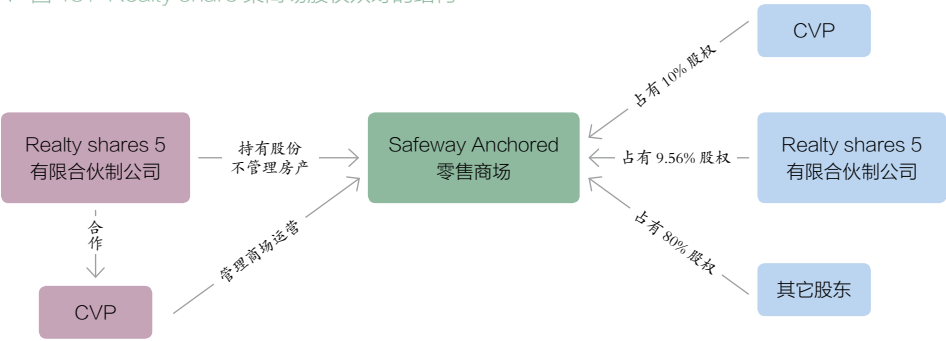 CVP
占有10%股权
Realty shares 5
有限合伙制公司
持有股份
不管理房产
Safeway Anchored
零售商场
占有 9.56% 股权
Realty shares 5
有限合伙制公司
合作
管理商场运营
占有80%股权
其它股东
CVP